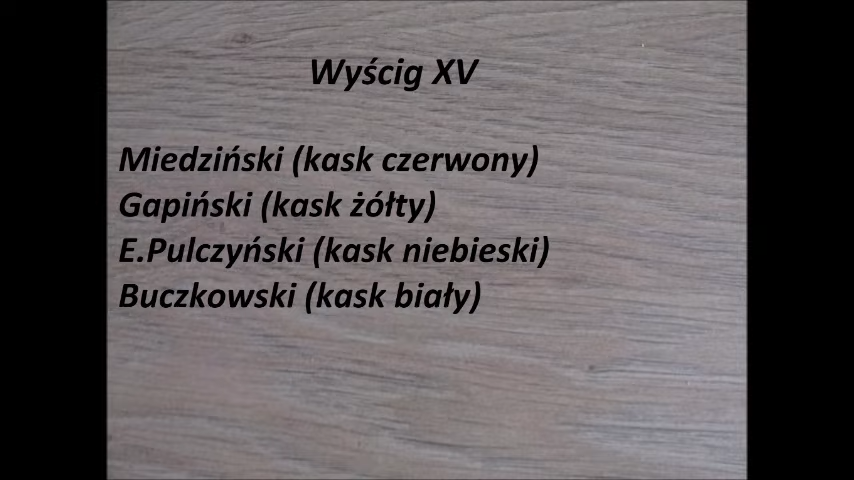 Wyścig XV
Miedziński (kask czerwony)
Gapiński (kask żółty)
E.Pulczyński (kask niebieski)
Buczkowski (kask biały)